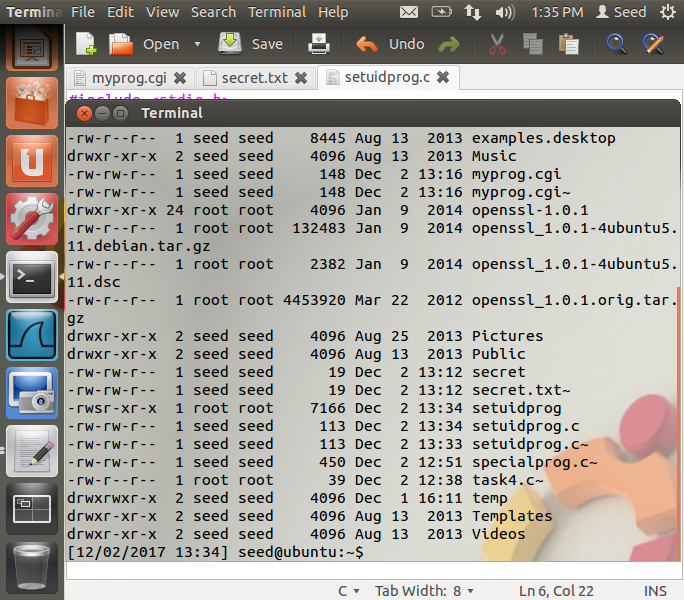 Termina File Edit View Search Terminal Help 1:35 PM Seed
Open Save Undo
myprog.cgi secret.txt setuidprog.c
#include <stdio.h>
Terminal
-rw-r--r--  1 seed seed    8445 Aug 13  2013 examples.desktop
drwxr-xr-x  2 seed seed    4096 Aug 13  2013 Music
-rw-rw-r--  1 seed seed     148 Dec  2 13:16 myprog.cgi
-rw-rw-r--  1 seed seed     148 Dec  2 13:16 myprog.cgi~
drwxr-xr-x 24 root root    4096 Jan  9  2014 openssl-1.0.1
-rw-r--r--  1 root root  132483 Jan  9  2014 openssl_1.0.1-4ubuntu5.
11.debian.tar.gz
-rw-r--r--  1 root root    2382 Jan  9  2014 openssl_1.0.1-4ubuntu5.
11.dsc
-rw-r--r--  1 root root 4453920 Mar 22  2012 openssl_1.0.1.orig.tar.
gz
drwxr-xr-x  2 seed seed    4096 Aug 25  2013 Pictures
drwxr-xr-x  2 seed seed    4096 Aug 13  2013 Public
-rw-rw-r--  1 seed seed      19 Dec  2 13:12 secret
-rw-rw-r--  1 seed seed      19 Dec  2 13:12 secret.txt~
-rwsr-xr-x  1 root root    7166 Dec  2 13:34 setuidprog
-rw-rw-r--  1 seed seed     113 Dec  2 13:34 setuidprog.c
-rw-rw-r--  1 seed seed     113 Dec  2 13:33 setuidprog.c~
-rw-rw-r--  1 seed seed     450 Dec  2 12:51 specialprog.c~
-rw-rw-r--  1 root root      39 Dec  2 12:38 task4.c~
drwxrwxr-x  2 seed seed    4096 Dec  1 16:11 temp
drwxr-xr-x  2 seed seed    4096 Aug 13  2013 Templates
drwxr-xr-x  2 seed seed    4096 Aug 13  2013 Videos
[12/02/2017 13:34] seed@ubuntu:~$
C Tab Width: 8 Ln 6, Col 22 INS